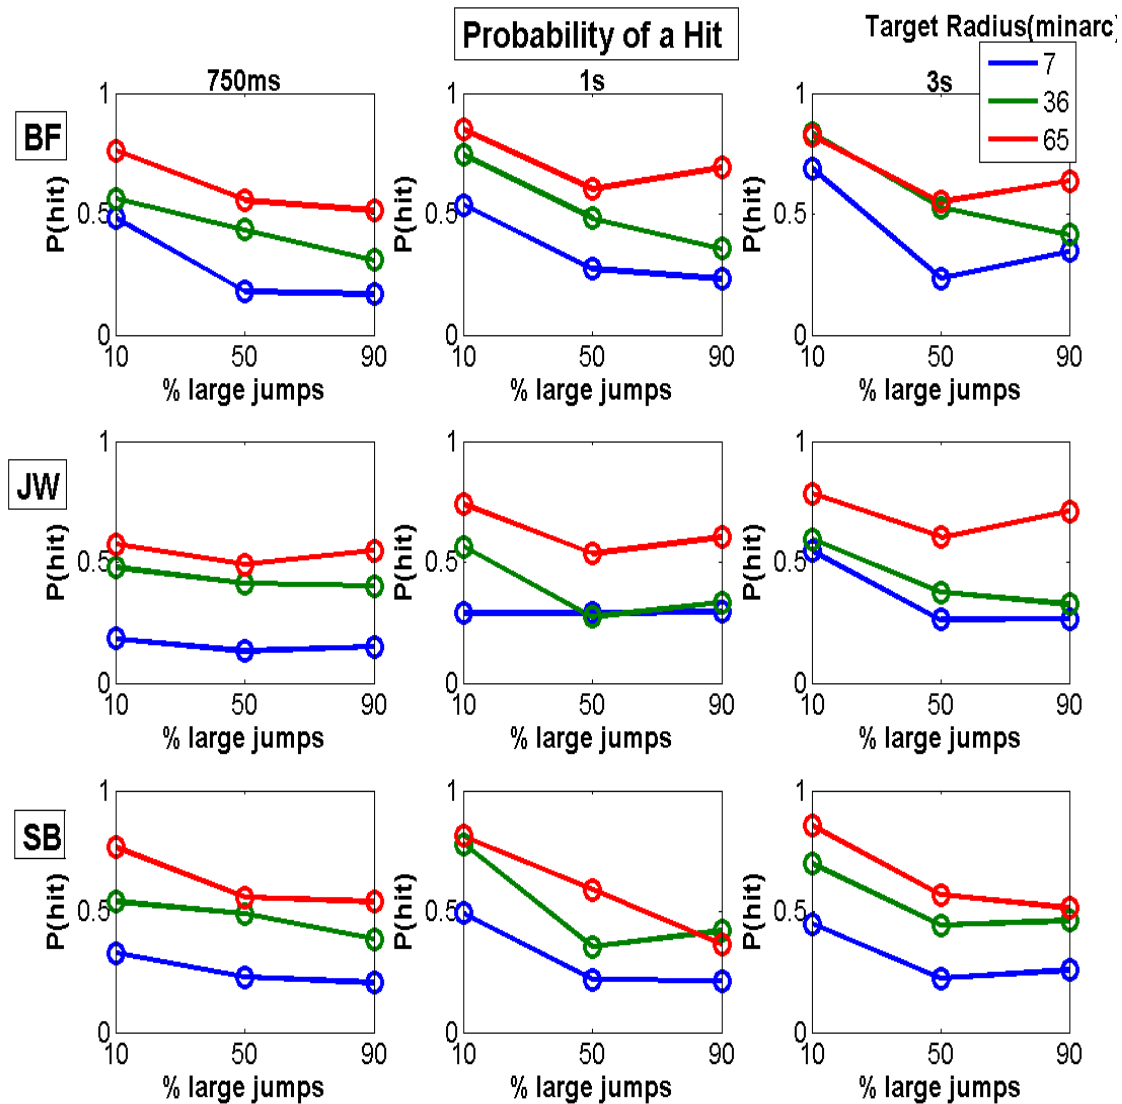 Probability of a Hit
Target Radius(minarc)
7
36
65
750ms
1s
3s
BF
P(hit)
1
0.5
0
10 50 90
% large jumps
P(hit)
1
0.5
0
10 50 90
% large jumps
P(hit)
1
0.5
0
10 50 90
% large jumps
JW
P(hit)
1
0.5
0
10 50 90
% large jumps
P(hit)
1
0.5
0
10 50 90
% large jumps
P(hit)
1
0.5
0
10 50 90
% large jumps
SB
P(hit)
1
0.5
0
10 50 90
% large jumps
P(hit)
1
0.5
0
10 50 90
% large jumps
P(hit)
1
0.5
0
10 50 90
% large jumps